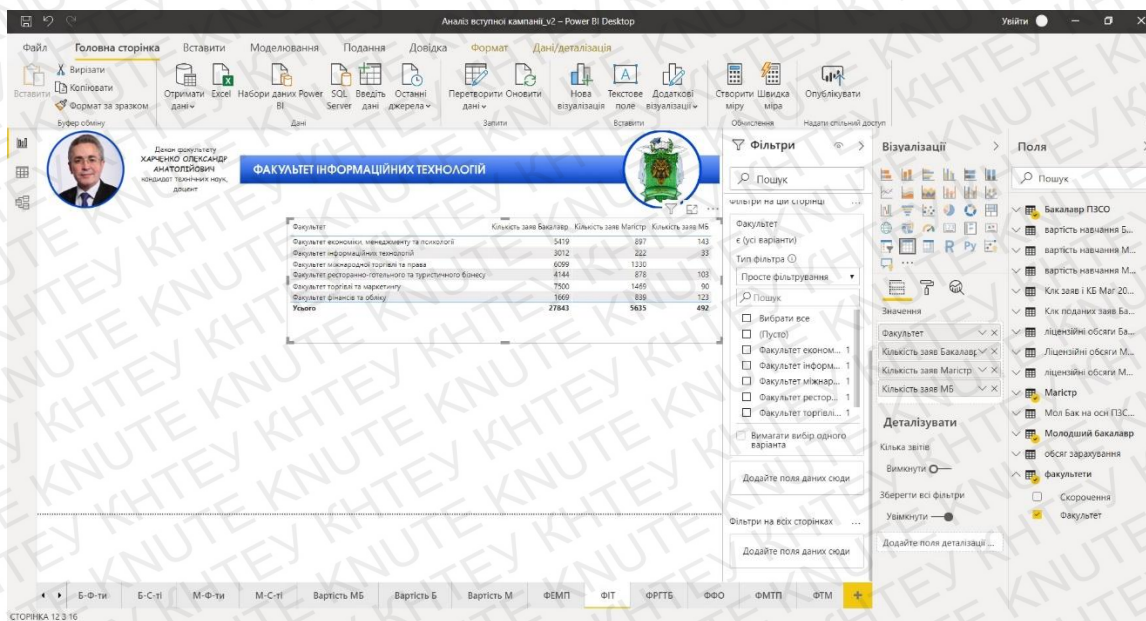 Аналіз вступної кампанії_v2 – Power BI Desktop
Увійти
Файл Головна сторінка Вставити Моделювання Подання Довідка Формат Дані/деталізація
Вставити
Вирізати
Копіювати
Формат за зразком
Буфер обміну
Отримати дані
Excel
Набори даних Power BI
SQL Server
Введіть дані
Останні джерела
Дані
Перетворити дані
Оновити
Запити
Нова візуалізація
Текстове поле
Додаткові візуалізації
Вставити
Створити міру
Швидка міра
Обчислення
Опублікувати
Надати спільний доступ
Декан факультету
ХАРЧЕНКО ОЛЕКСАНДР
АНАТОЛІЙОВИЧ
кандидат технічних наук,
доцент
ФАКУЛЬТЕТ ІНФОРМАЦІЙНИХ ТЕХНОЛОГІЙ
Факультет Кількість заяв Бакалавр Кількість заяв Магістр Кількість заяв МБ
Факультет економіки, менеджменту та психології 5419 897 143
Факультет інформаційних технологій 3012 222 33
Факультет міжнародної торгівлі та права 6099 1330
Факультет ресторанно-готельного та туристичного бізнесу 4144 878 103
Факультет торгівлі та маркетингу 7500 1469 90
Факультет фінансів та обліку 1669 839 123
Усього 27843 5635 492
Фільтри
Пошук
Фільтри на цій сторінці ...
Факультет
є (усі варіанти)
Тип фільтра
Просте фільтрування
Пошук
Вибрати все
(Пусто)
Факультет економ... 1
Факультет інформ... 1
Факультет міжнар... 1
Факультет рестор... 1
Факультет торгівлі... 1
Вимагати вибір одного
варіанта
Додайте поля даних сюди
Фільтри на всіх сторінках ...
Додайте поля даних сюди
Візуалізації
R Py
Значення
Факультет
Кількість заяв Бакалавр
Кількість заяв Магістр
Кількість заяв МБ
Деталізувати
Кілька звітів
Вимкнути
Зберегти всі фільтри
Увімкнути
Додайте поля деталізації ...
Поля
Пошук
Бакалавр ПЗСО
вартість навчання Б...
вартість навчання М...
вартість навчання М...
Клк заяв і КБ Маг 20...
Клк поданих заяв Ба...
ліцензійні обсяги Ба...
Ліцензійні обсяги М...
ліцензійні обсяги М...
Магістр
Мол Бак на осні ПЗС...
Молодший бакалавр
обсяг зарахування
факультети
Скорочення
Факультет
Б-Ф-ти Б-С-ті М-Ф-ти М-С-ті Вартість МБ Вартість Б Вартість М ФЕМП ФІТ ФРГТБ ФФО ФМТП ФТМ +
СТОРІНКА 12 З 16